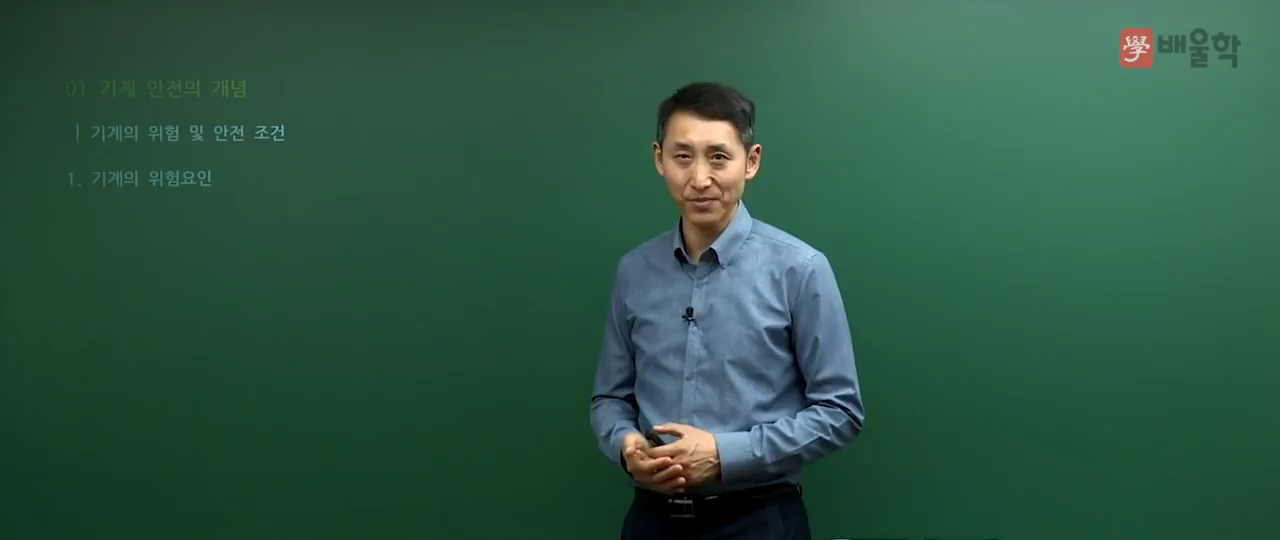 學 배울학
01 기계 안전의 개념
| 기계의 위험 및 안전 조건
1. 기계의 위험요인